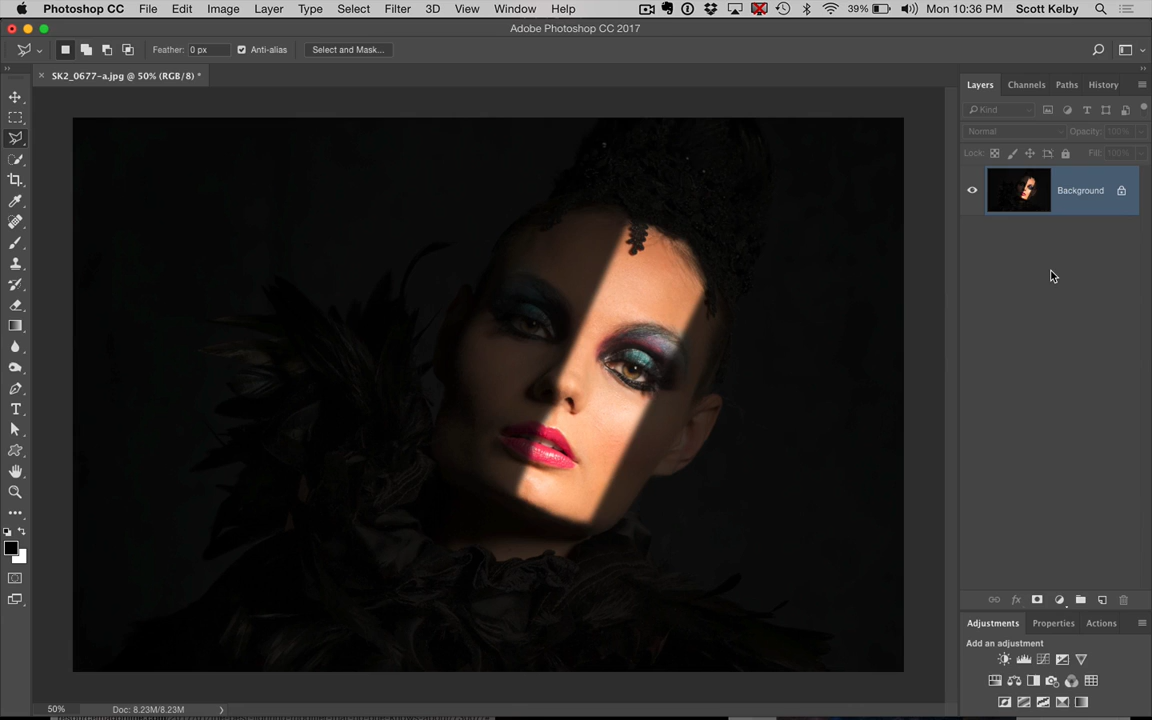 Photoshop CC File Edit Image Layer Type Select Filter 3D View Window Help 39% Mon 10:36 PM Scott Kelby
Adobe Photoshop CC 2017
Feather: 0 px Anti-alias Select and Mask...
SK2_0677-a.jpg @ 50% (RGB/8) *
Layers Channels Paths History
Kind
Normal Opacity: 100%
Lock: Fill: 100%
Background
Adjustments Properties Actions
Add an adjustment
50% Doc: 8.23M/8.23M